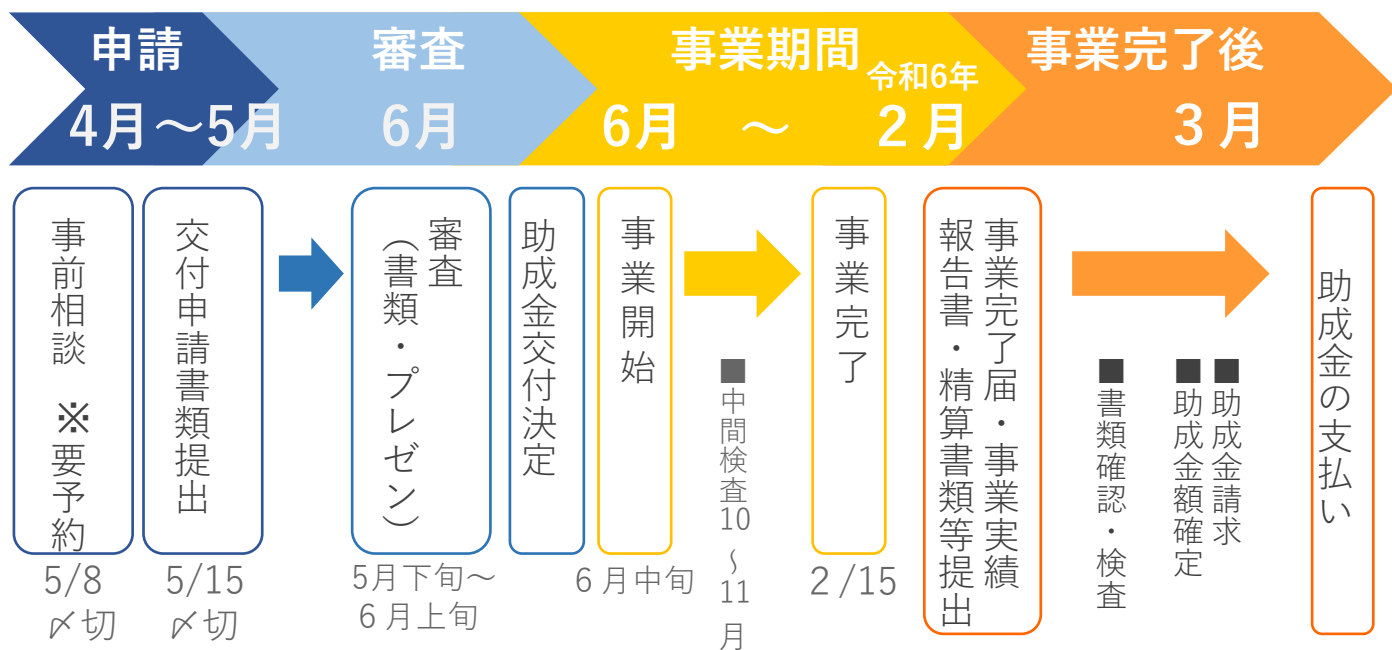 申請
4月～5月
審査
6月
事業期間
令和6年
6月 ～ 2月
事業完了後
3月
事前相談 ※要予約
5/8
〆切
交付申請書類提出
5/15
〆切
審査
（書類・プレゼン）
5月下旬～
6月上旬
助成金交付決定
事業開始
6月中旬
■中間検査10～11月
事業完了
2/15
事業完了届・事業実績
報告書・精算書類等提出
■書類確認・検査
■助成金額確定
■助成金請求
助成金の支払い